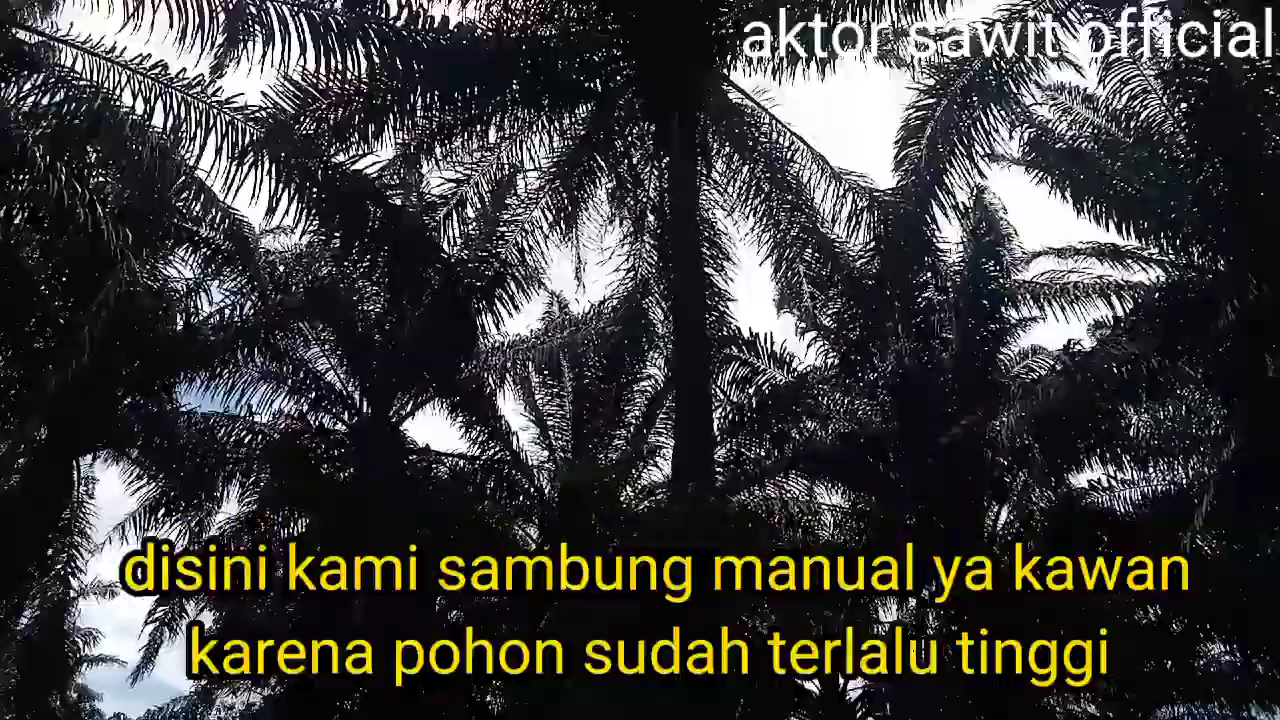 aktor sawit official
disini kami sambung manual ya kawan
karena pohon sudah terlalu tinggi